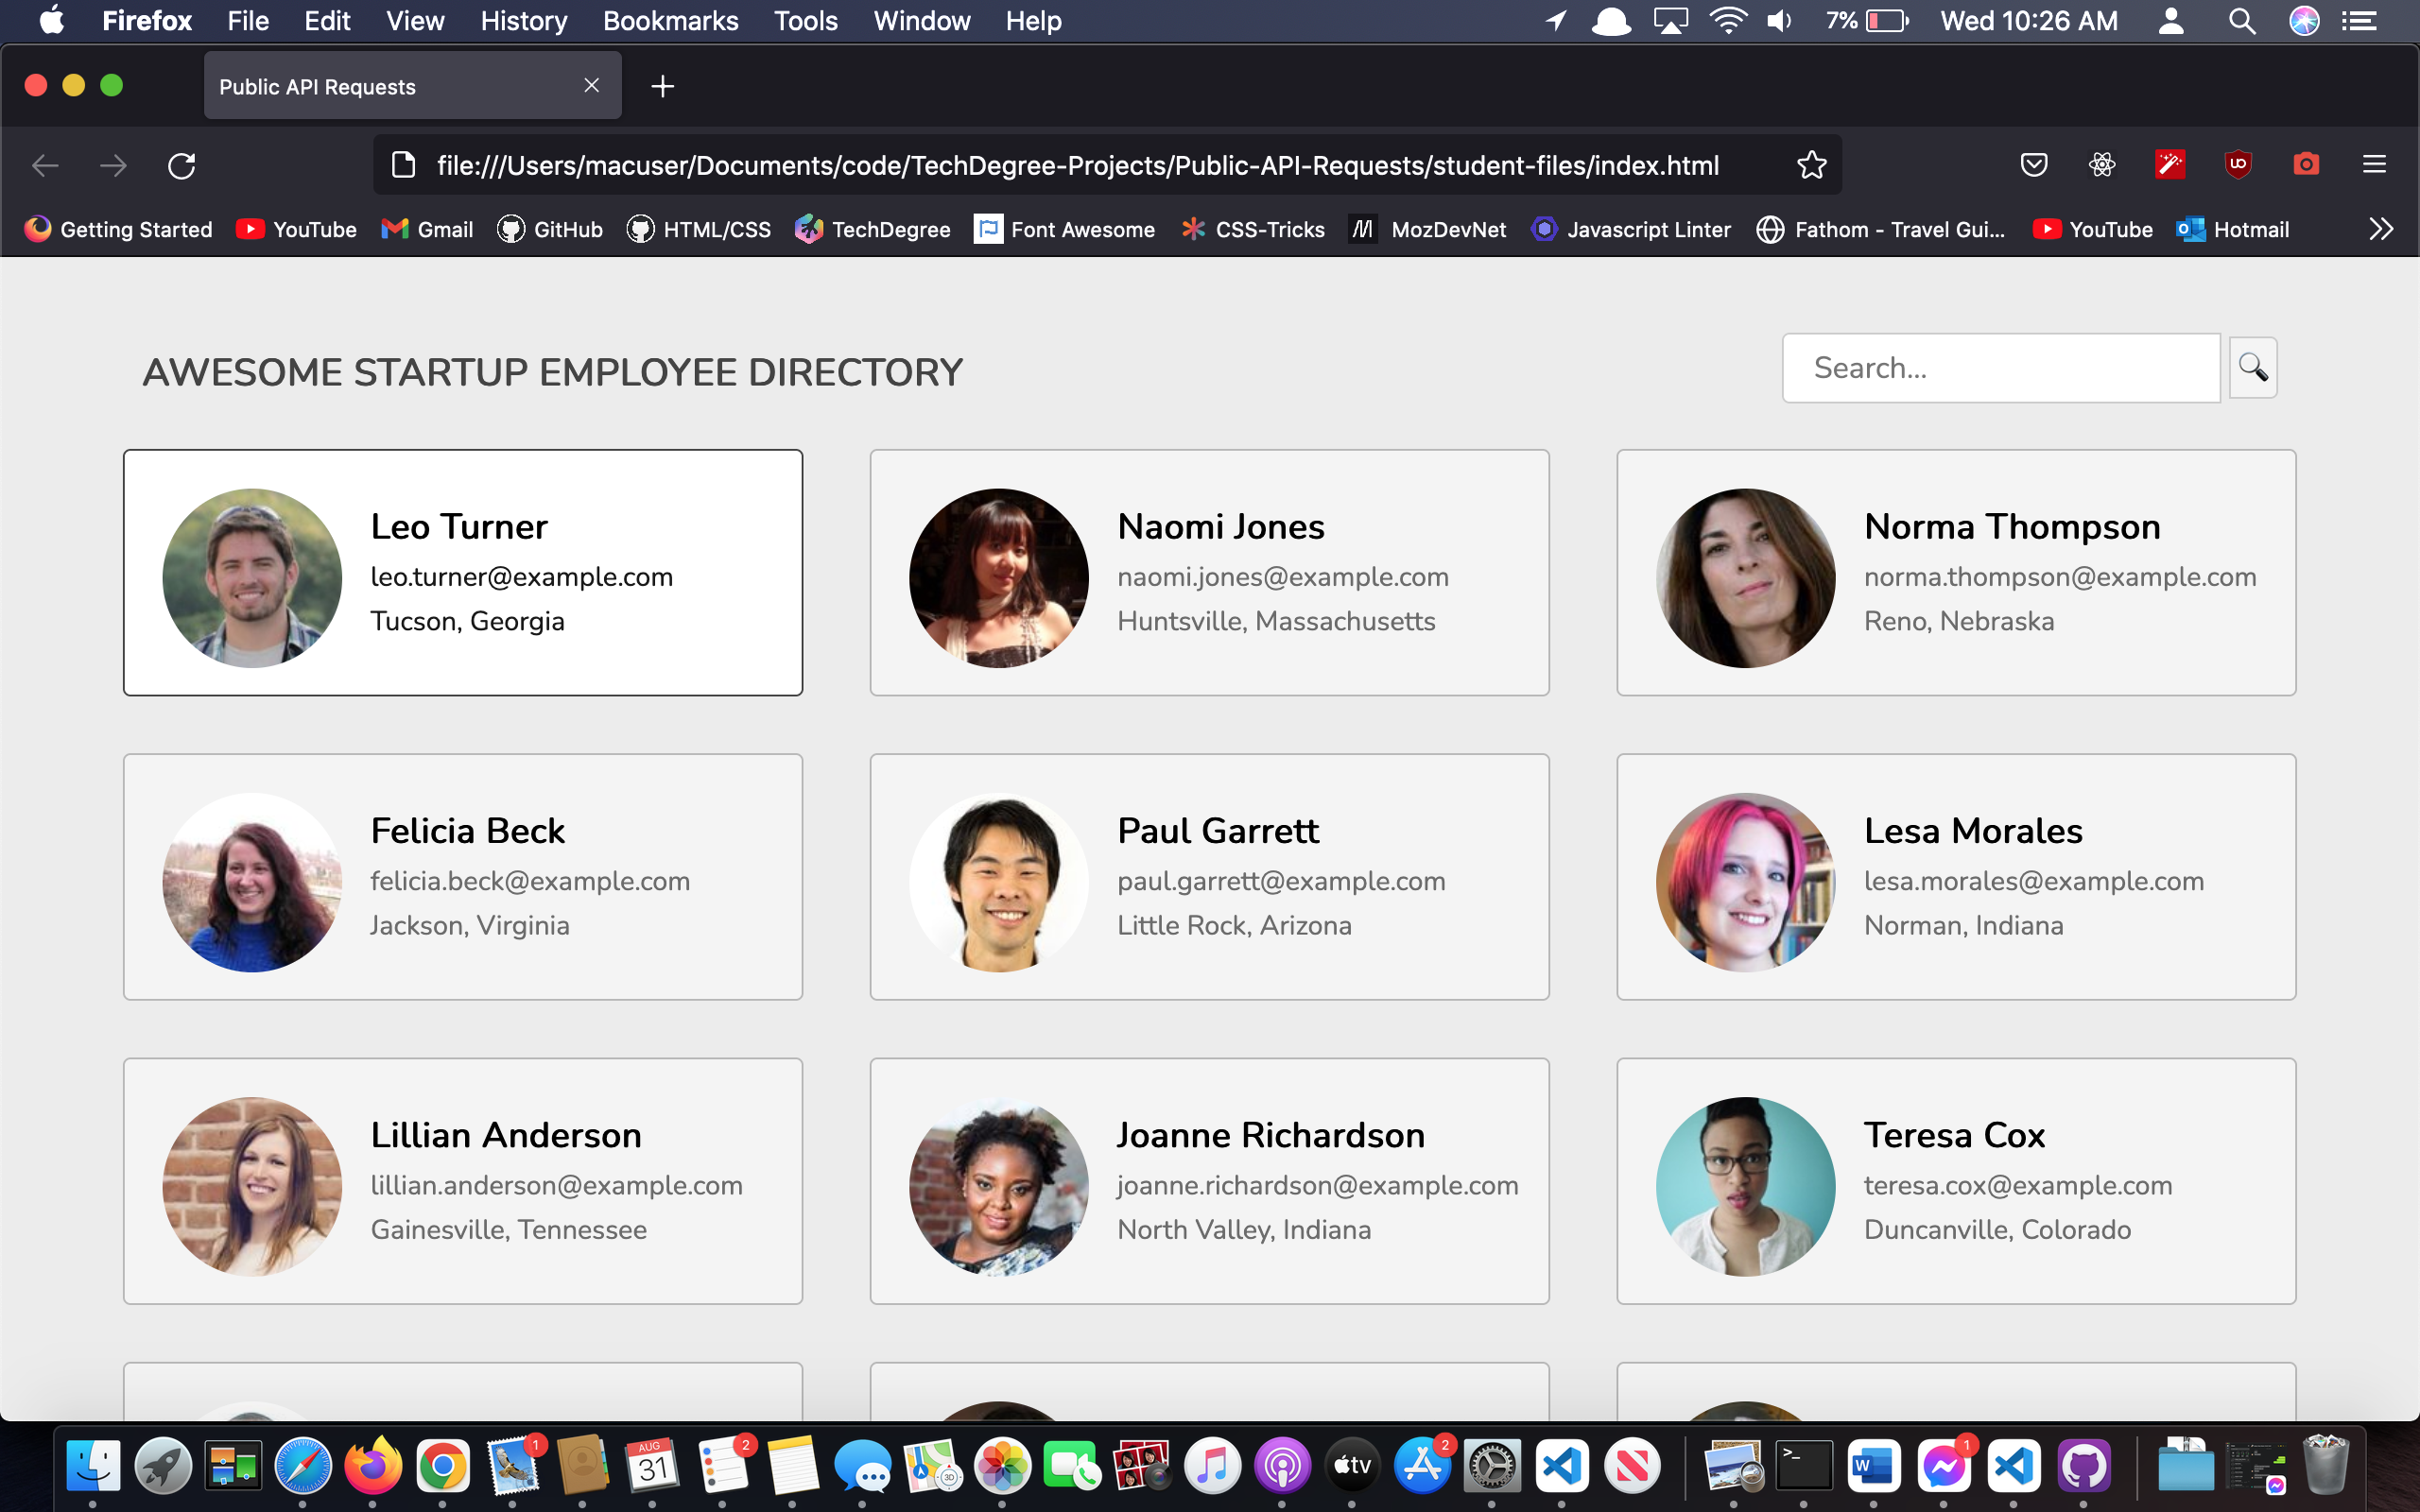 Firefox File Edit View History Bookmarks Tools Window Help 7% Wed 10:26 AM
Public API Requests
file:///Users/macuser/Documents/code/TechDegree-Projects/Public-API-Requests/student-files/index.html
Getting Started YouTube Gmail GitHub HTML/CSS TechDegree Font Awesome CSS-Tricks MozDevNet Javascript Linter Fathom - Travel Gui... YouTube Hotmail
AWESOME STARTUP EMPLOYEE DIRECTORY
Search...
Leo Turner
leo.turner@example.com
Tucson, Georgia
Naomi Jones
naomi.jones@example.com
Huntsville, Massachusetts
Norma Thompson
norma.thompson@example.com
Reno, Nebraska
Felicia Beck
felicia.beck@example.com
Jackson, Virginia
Paul Garrett
paul.garrett@example.com
Little Rock, Arizona
Lesa Morales
lesa.morales@example.com
Norman, Indiana
Lillian Anderson
lillian.anderson@example.com
Gainesville, Tennessee
Joanne Richardson
joanne.richardson@example.com
North Valley, Indiana
Teresa Cox
teresa.cox@example.com
Duncanville, Colorado
1 AUG 31 2 3D tv 2 >_ W 1